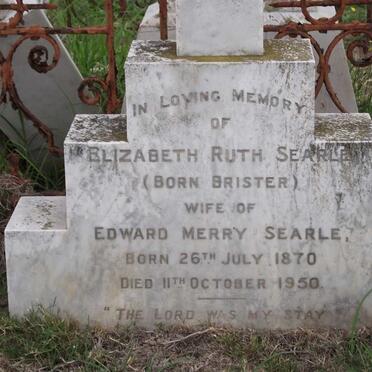 IN LOVING MEMORY
OF
ELIZABETH RUTH SEARLE
(BORN BRISTER)
WIFE OF
EDWARD MERRY SEARLE,
BORN 26TH JULY 1870
DIED 11TH OCTOBER 1950.
"THE LORD WAS MY STAY"